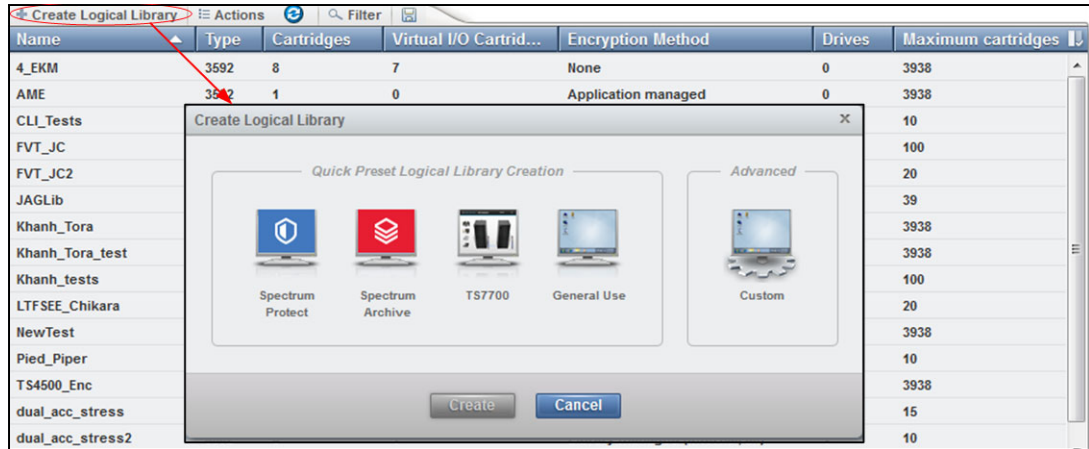 Create Logical Library Actions Filter
Name Type Cartridges Virtual I/O Cartrid... Encryption Method Drives Maximum cartridges
4_EKM 3592 8 7 None 0 3938
AME 3592 1 0 Application managed 0 3938
CLI_Tests 10
FVT_JC 100
FVT_JC2 20
JAGLib 39
Khanh_Tora 3938
Khanh_Tora_test 3938
Khanh_tests 100
LTFSEE_Chikara 20
NewTest 3938
Pied_Piper 10
TS4500_Enc 3938
dual_acc_stress 15
dual_acc_stress2 10
Create Logical Library x
Quick Preset Logical Library Creation Advanced
Spectrum Protect
Spectrum Archive
TS7700
General Use
Custom
Create Cancel